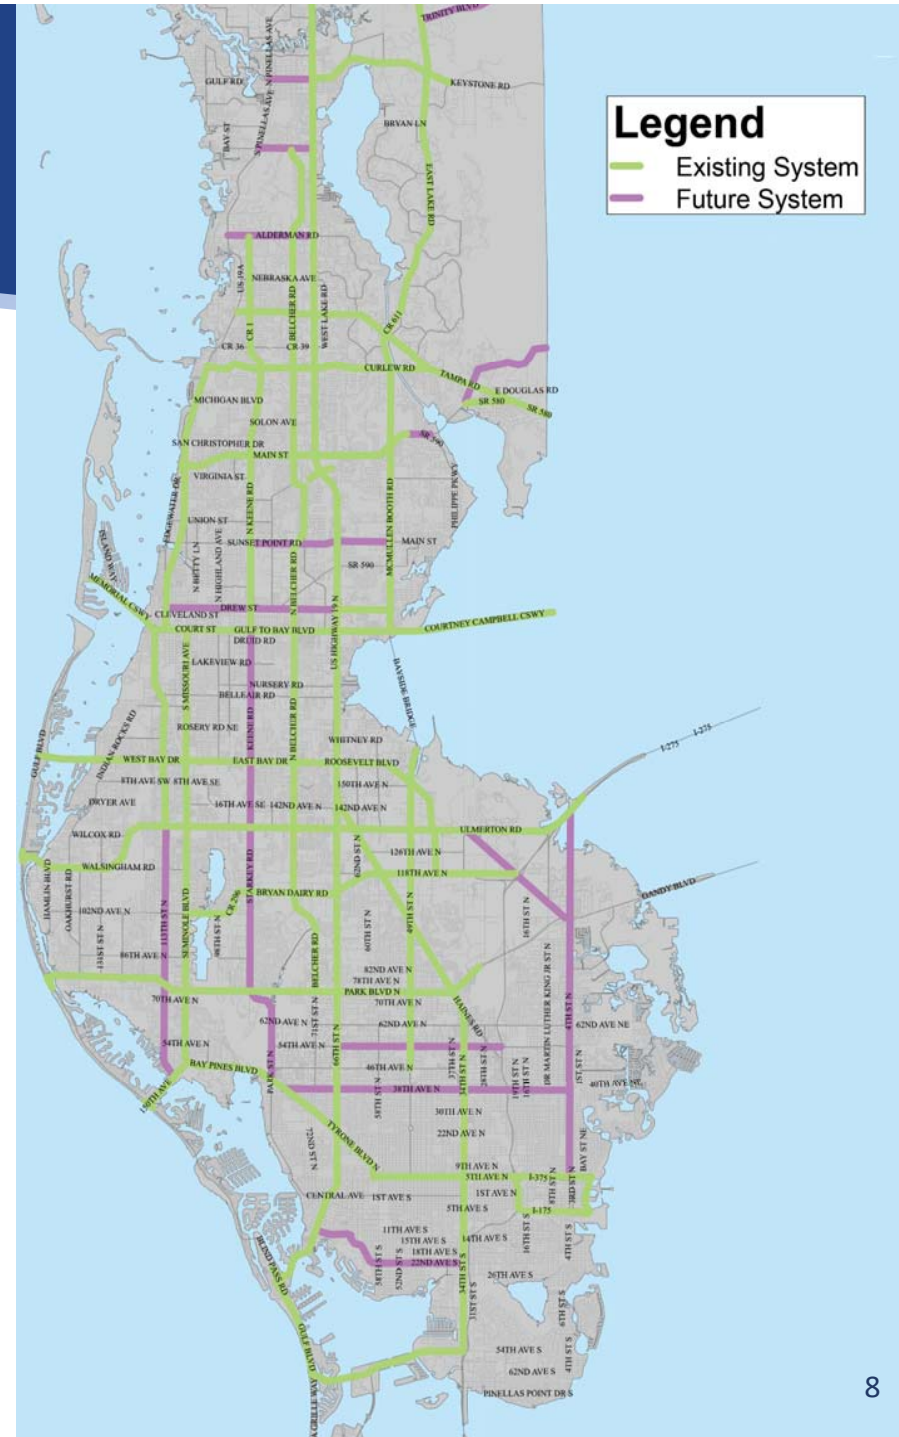 TRINITY BLVD
N PINELLAS AVE
GULF RD
KEYSTONE RD
S PINELLAS AVE
BAY ST
BRYAN LN
Legend
Existing System
Future System
EAST LAKE RD
ALDERMAN RD
US 19A
NEBRASKA AVE
BELCHER RD
WEST LAKE RD
CR 1
CR 611
CR 36
CR 39
CURLEW RD
TAMPA RD
E DOUGLAS RD
SR 580
SR 580
MICHIGAN BLVD
SOLON AVE
SR 590
SAN CHRISTOPHER DR
MAIN ST
VIRGINIA ST
PHILIPPE PKWY
EDGEWATER DR
N KEENE RD
MCMULLEN BOOTH RD
UNION ST
ISLAND WAY
N BETTY LN
N HIGHLAND AVE
SUNSET POINT RD
MAIN ST
SR 590
N BELCHER RD
MEMORIAL CSWY
CLEVELAND ST
DREW ST
US HIGHWAY 19 N
COURT ST
GULF TO BAY BLVD
COURTNEY CAMPBELL CSWY
DRUID RD
S MISSOURI AVE
LAKEVIEW RD
BAYSIDE BRIDGE
NURSERY RD
BELLEAIR RD
INDIAN ROCKS RD
ROSERY RD NE
KEENE RD
N BELCHER RD
WHITNEY RD
I-275
I-275
GULF BLVD
WEST BAY DR
EAST BAY DR
ROOSEVELT BLVD
8TH AVE SW
8TH AVE SE
150TH AVE N
DRYER AVE
16TH AVE SE
142ND AVE N
142ND AVE N
WILCOX RD
ULMERTON RD
62ND ST N
126TH AVE N
WALSINGHAM RD
118TH AVE N
HAMLIN BLVD
OAKHURST RD
STARKEY RD
CR 296
BRYAN DAIRY RD
GANDY BLVD
102ND AVE N
113TH ST N
SEMINOLE BLVD
98TH ST N
49TH ST N
16TH ST N
131ST ST N
60TH ST N
86TH AVE N
BELCHER RD
82ND AVE N
78TH AVE N
PARK BLVD N
70TH AVE N
70TH AVE N
HAINES RD
DR MARTIN LUTHER KING JR ST N
4TH ST N
71ST ST N
62ND AVE N
62ND AVE N
62ND AVE NE
54TH AVE N
54TH AVE N
66TH ST N
37TH ST N
28TH ST N
BAY PINES BLVD
46TH AVE N
PARK ST N
34TH ST N
19TH ST N
16TH ST N
1ST ST N
40TH AVE NE
150TH AVE
58TH ST N
38TH AVE N
30TH AVE N
TYRONE BLVD N
22ND AVE N
72ND ST N
BAY ST NE
9TH AVE N
5TH AVE N
I-375
8TH ST N
3RD ST N
CENTRAL AVE
1ST AVE S
1ST AVE N
5TH AVE S
I-175
11TH AVE S
15TH AVE S
14TH AVE S
18TH AVE S
22ND AVE S
16TH ST S
4TH ST S
BLIND PASS RD
58TH ST S
52ND ST S
34TH ST S
26TH AVE S
31ST ST S
6TH ST S
GULF BLVD
54TH AVE S
4TH ST S
62ND AVE S
PINELLAS POINT DR S
8